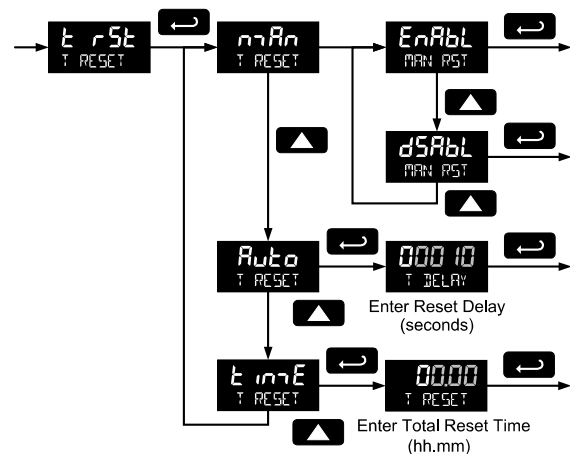 t rSt
T RESET
mAn
T RESET
EnAbL
MAN RST
dSAbL
MAN RST
Auto
T RESET
00010
T DELAY
Enter Reset Delay
(seconds)
t imE
T RESET
00.00
T RESET
Enter Total Reset Time
(hh.mm)